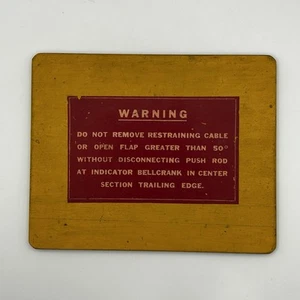 WARNING
DO NOT REMOVE RESTRAINING CABLE
OR OPEN FLAP GREATER THAN 50°
WITHOUT DISCONNECTING PUSH ROD
AT INDICATOR BELLCRANK IN CENTER
SECTION TRAILING EDGE.